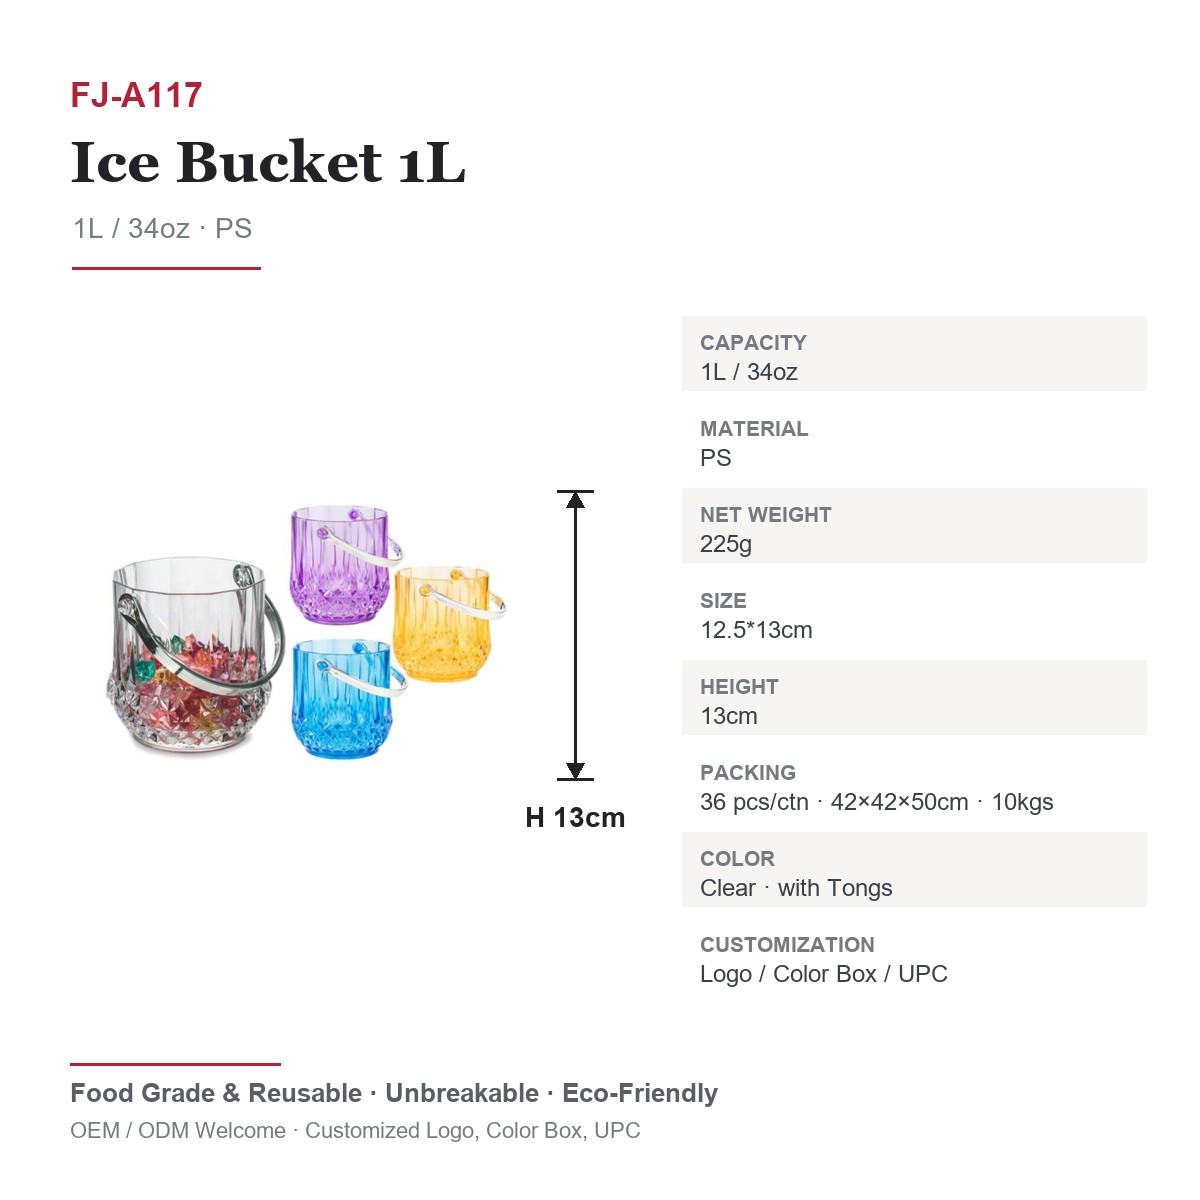 FJ-A117
Ice Bucket 1L
1L / 34oz · PS
CAPACITY
1L / 34oz
MATERIAL
PS
NET WEIGHT
225g
SIZE
12.5*13cm
HEIGHT
13cm
PACKING
36 pcs/ctn · 42×42×50cm · 10kgs
COLOR
Clear · with Tongs
CUSTOMIZATION
Logo / Color Box / UPC
H 13cm
Food Grade & Reusable · Unbreakable · Eco-Friendly
OEM / ODM Welcome · Customized Logo, Color Box, UPC